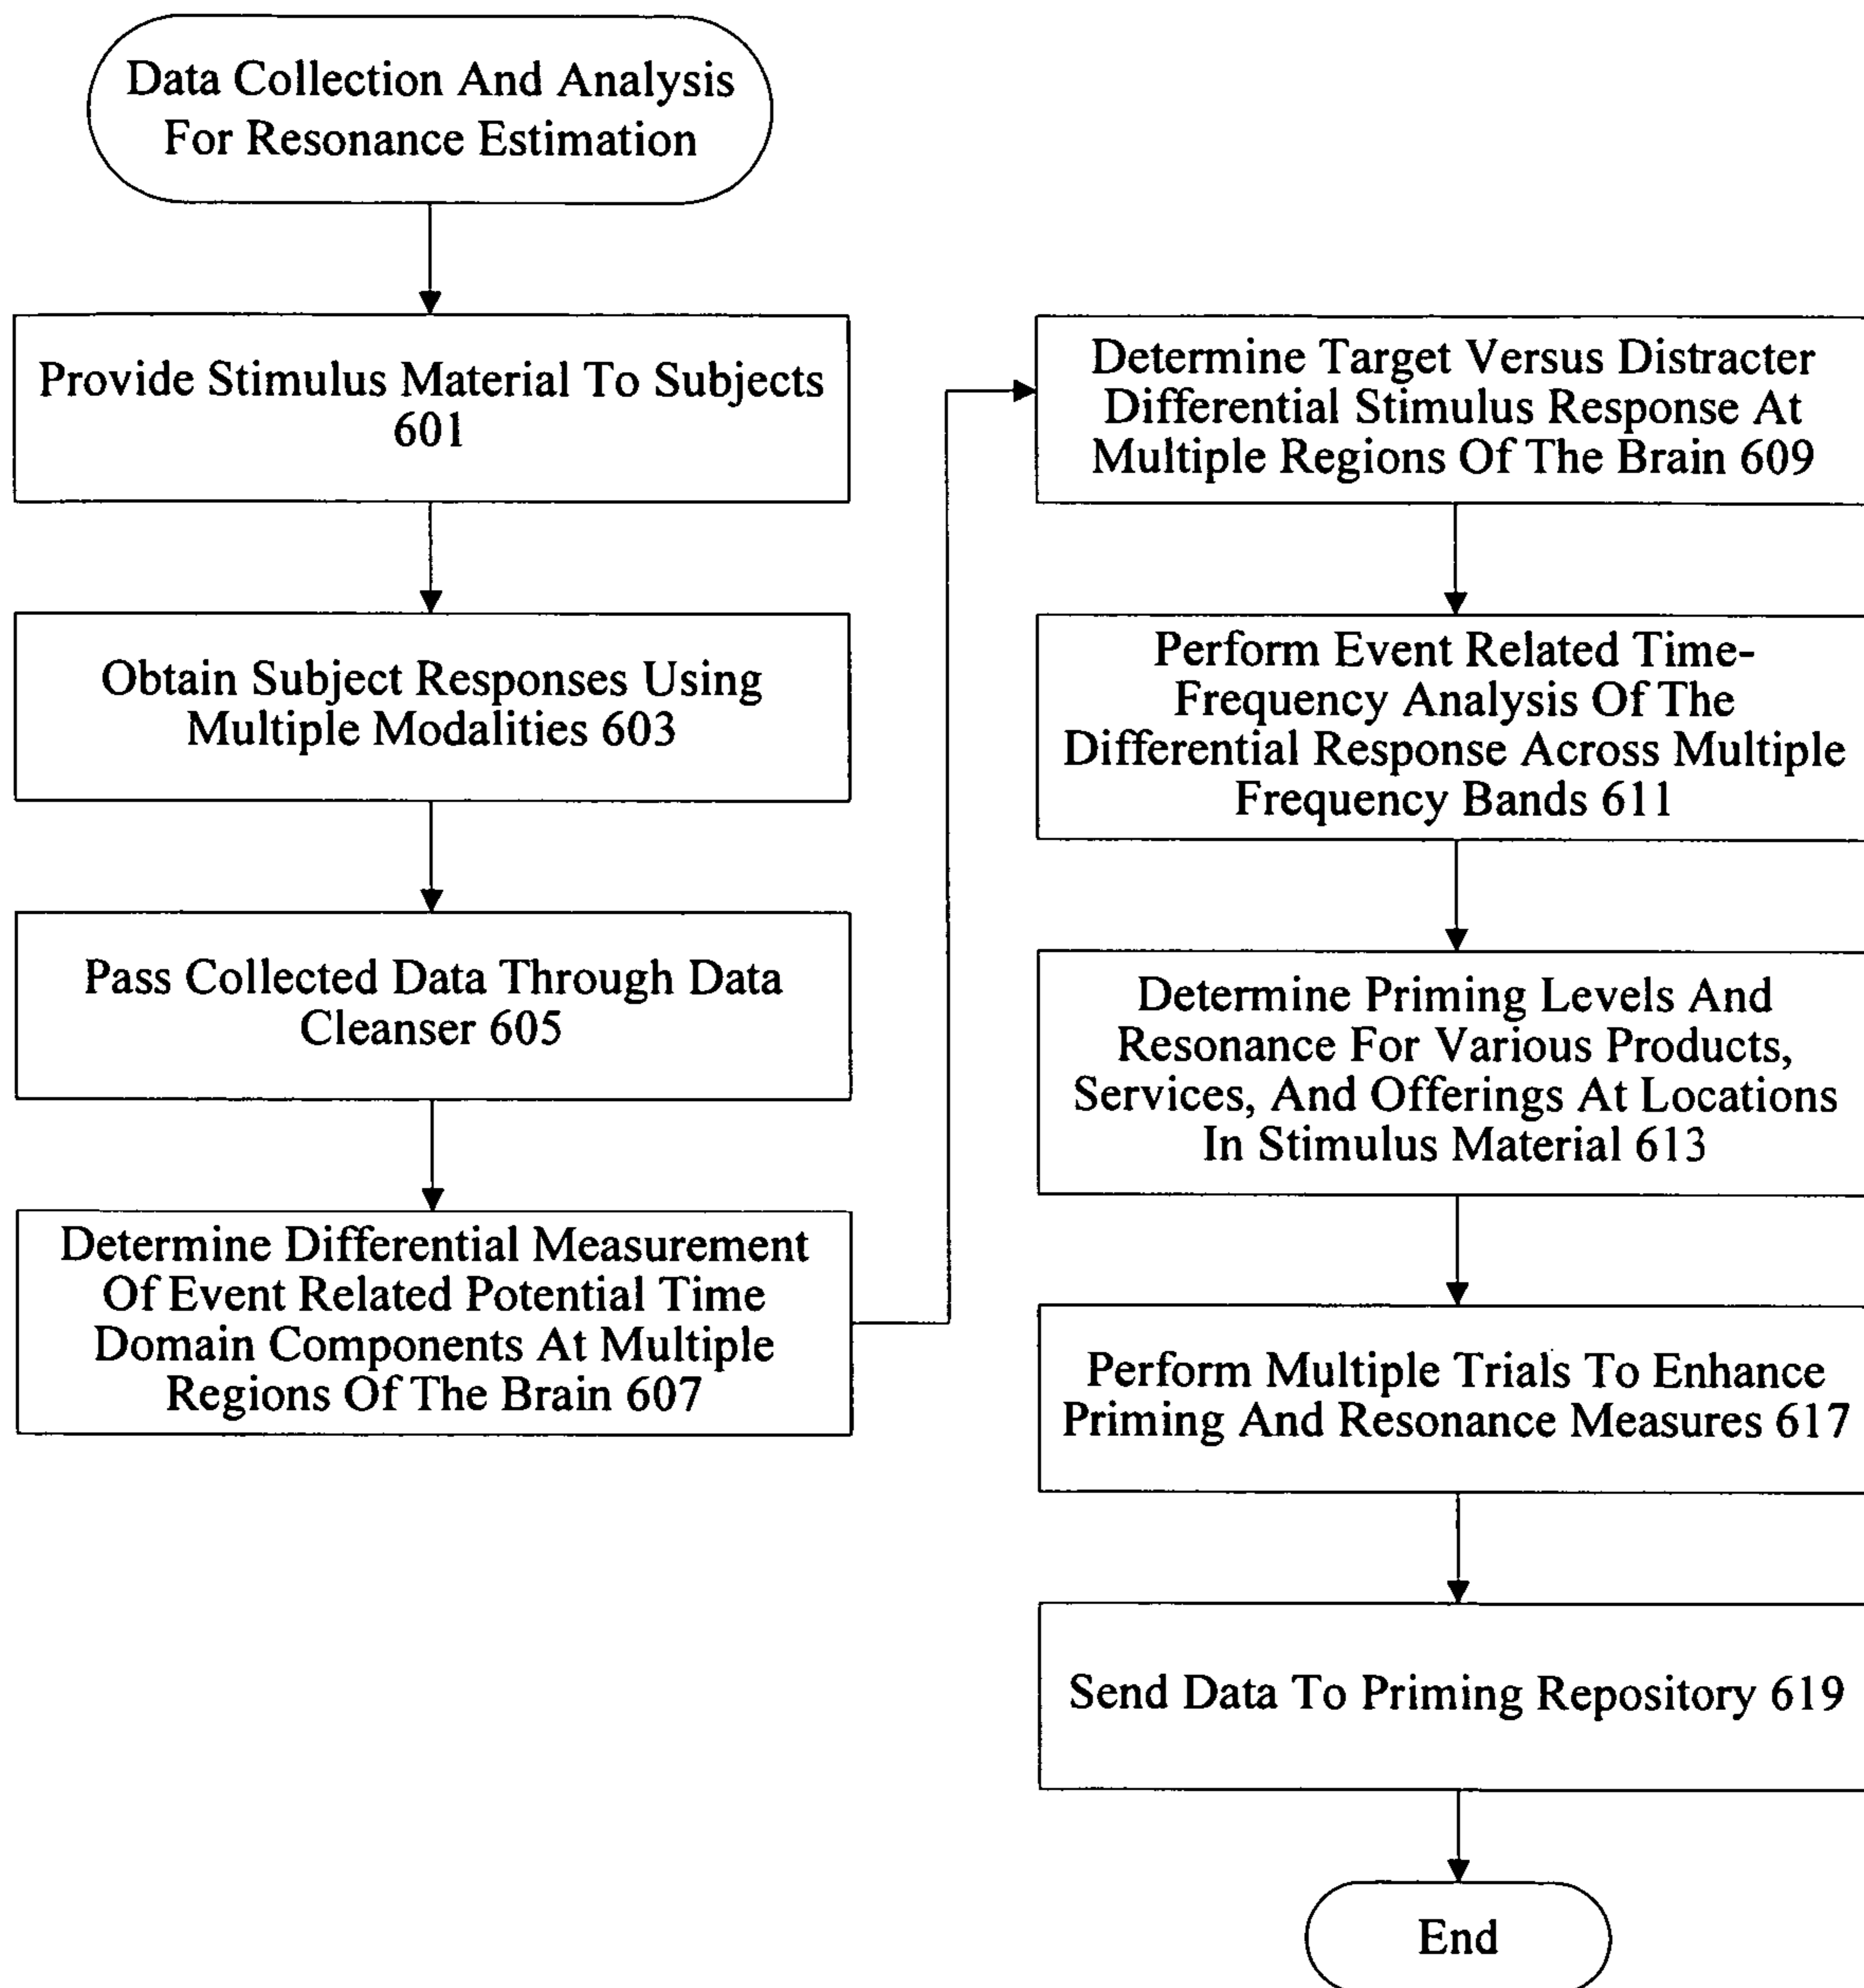 Data Collection And Analysis
For Resonance Estimation
Provide Stimulus Material To Subjects
601
Obtain Subject Responses Using
Multiple Modalities 603
Pass Collected Data Through Data
Cleanser 605
Determine Differential Measurement
Of Event Related Potential Time
Domain Components At Multiple
Regions Of The Brain 607
Determine Target Versus Distracter
Differential Stimulus Response At
Multiple Regions Of The Brain 609
Perform Event Related Time-
Frequency Analysis Of The
Differential Response Across Multiple
Frequency Bands 611
Determine Priming Levels And
Resonance For Various Products,
Services, And Offerings At Locations
In Stimulus Material 613
Perform Multiple Trials To Enhance
Priming And Resonance Measures 617
Send Data To Priming Repository 619
End